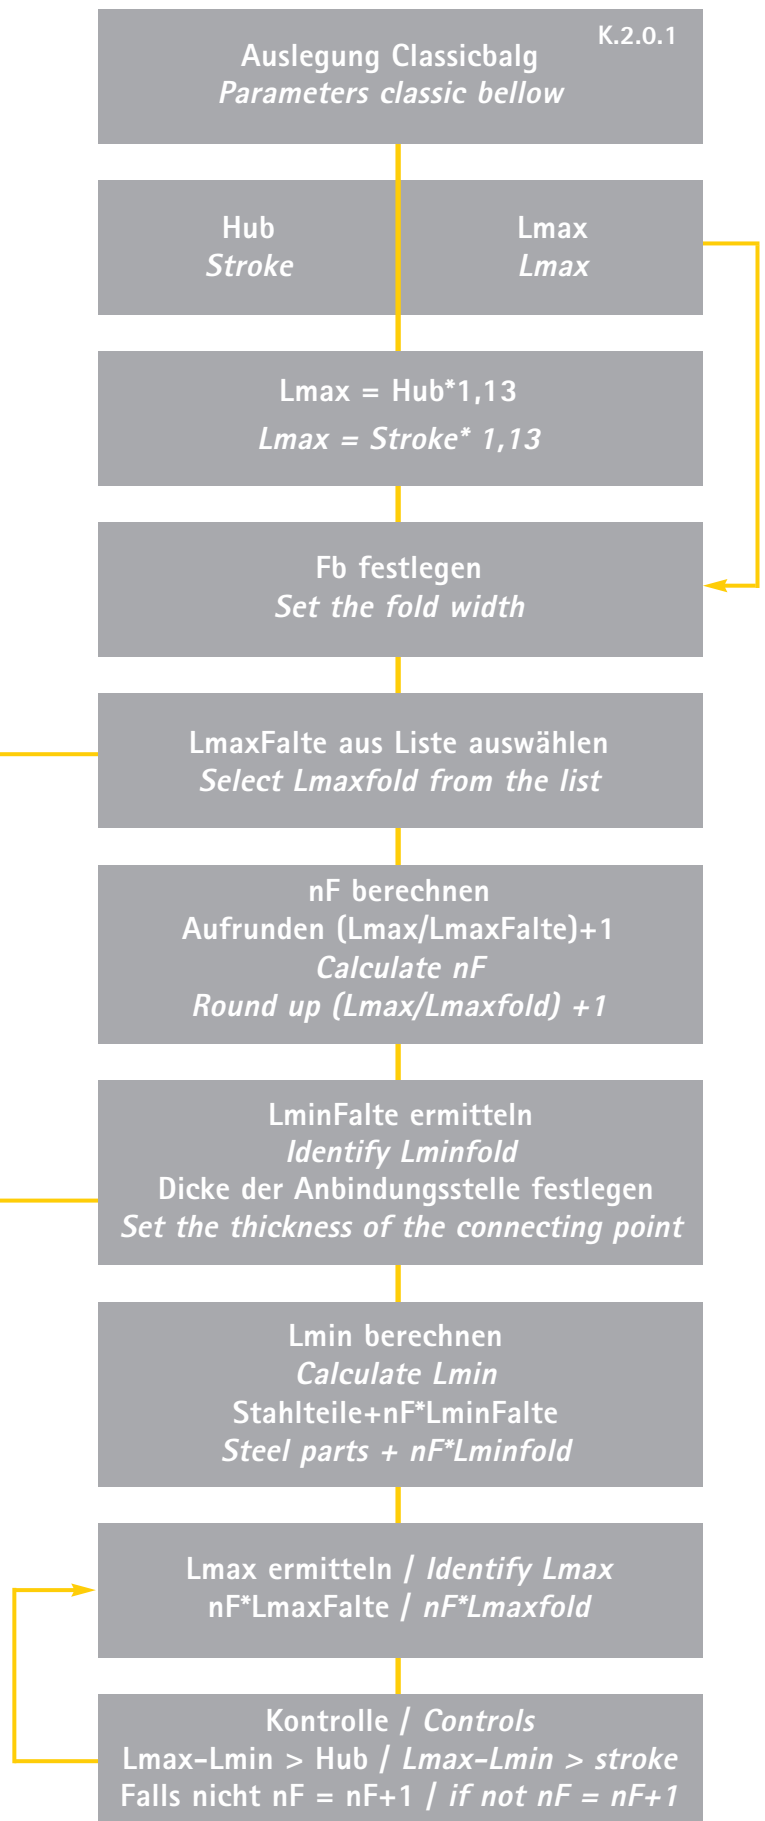 K.2.0.1
Auslegung Classicbalg
Parameters classic bellow
Hub
Stroke
Lmax
Lmax
Lmax = Hub*1,13
Lmax = Stroke* 1,13
Fb festlegen
Set the fold width
LmaxFalte aus Liste auswählen
Select Lmaxfold from the list
nF berechnen
Aufrunden (Lmax/LmaxFalte)+1
Calculate nF
Round up (Lmax/Lmaxfold) +1
LminFalte ermitteln
Identify Lminfold
Dicke der Anbindungsstelle festlegen
Set the thickness of the connecting point
Lmin berechnen
Calculate Lmin
Stahlteile+nF*LminFalte
Steel parts + nF*Lminfold
Lmax ermitteln / Identify Lmax
nF*LmaxFalte / nF*Lmaxfold
Kontrolle / Controls
Lmax-Lmin > Hub / Lmax-Lmin > stroke
Falls nicht nF = nF+1 / if not nF = nF+1